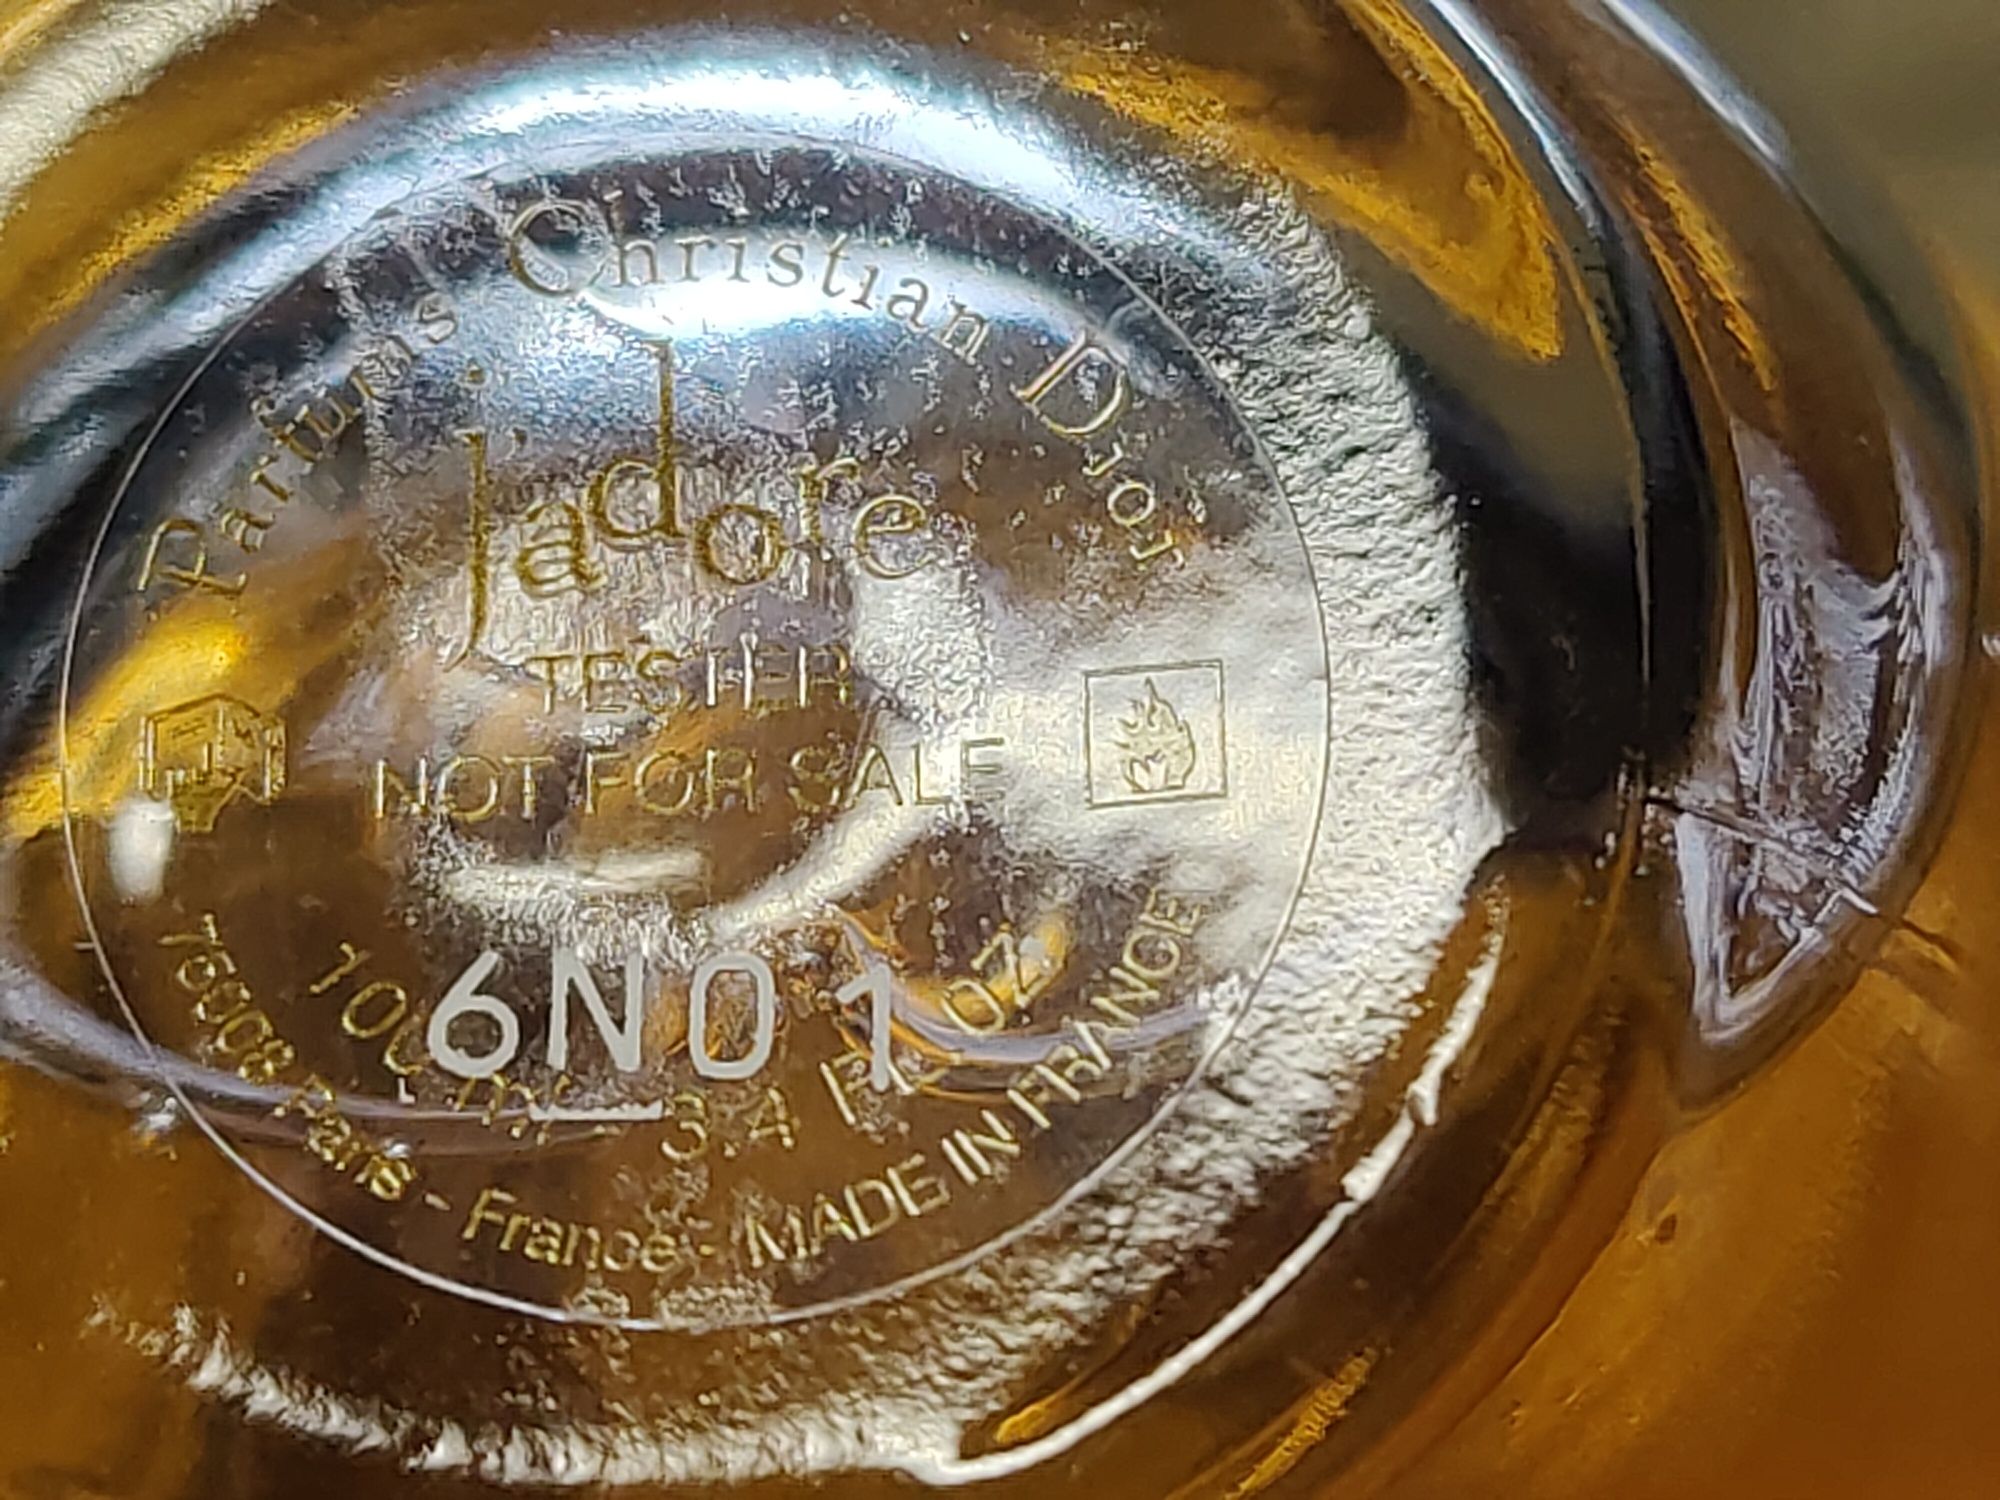 Parfums Christian Dior
j'adore
TESTER
NOT FOR SALE
6N01
100 ml - 3.4 FL OZ
75008 Paris - France - MADE IN FRANCE